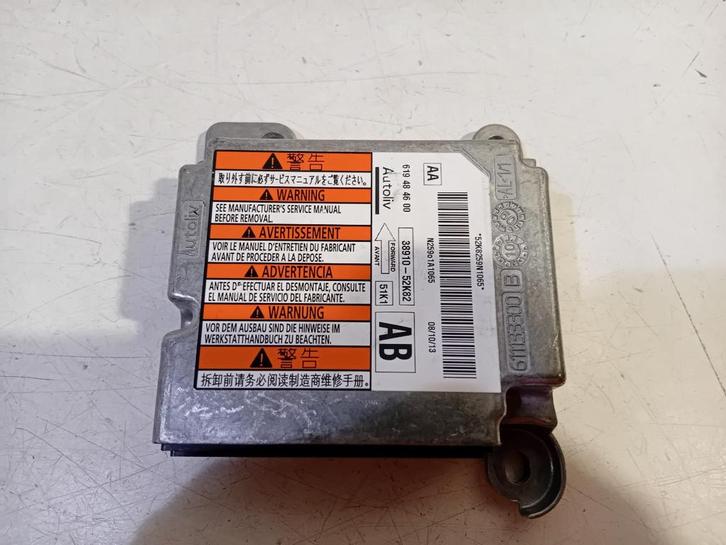 警告
取り外す前に必ずサービスマニュアルをご覧ください。
WARNING
SEE MANUFACTURER'S SERVICE MANUAL
BEFORE REMOVAL.
AVERTISSEMENT
VOIR LE MANUEL D'ENTRETIEN DU FABRICANT
AVANT DE PROCEDER A LA DEPOSE.
ADVERTENCIA
ANTES DE EFECTUAR EL DESMONTAJE, CONSULTE
EL MANUAL DE SERVICIO DEL FABRICANTE.
WARNUNG
VOR DEM AUSBAU SIND DIE HINWEISE IM
WERKSTATTHANDBUCH ZU BEACHTEN.
警告
拆卸前请务必阅读制造商维修手册。
AA
619 48 46 00
Autoliv
38910-52K82
FORWARD
AVANT
51K1
AB
N259b1A1065
08/10/13
*52K8259N1065*
611133300 B